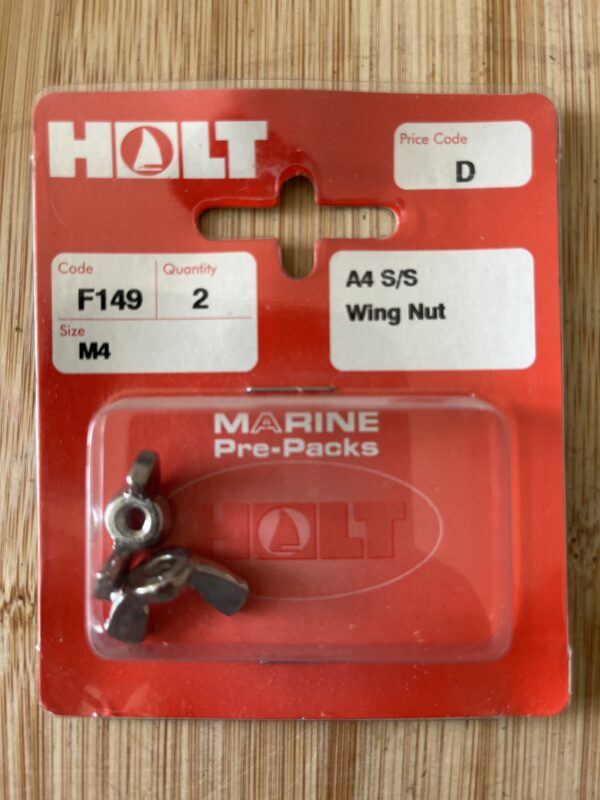 HOLT
Price Code
D
Code
F149
Quantity
2
Size
M4
A4 S/S
Wing Nut
MARINE
Pre-Packs
HOLT